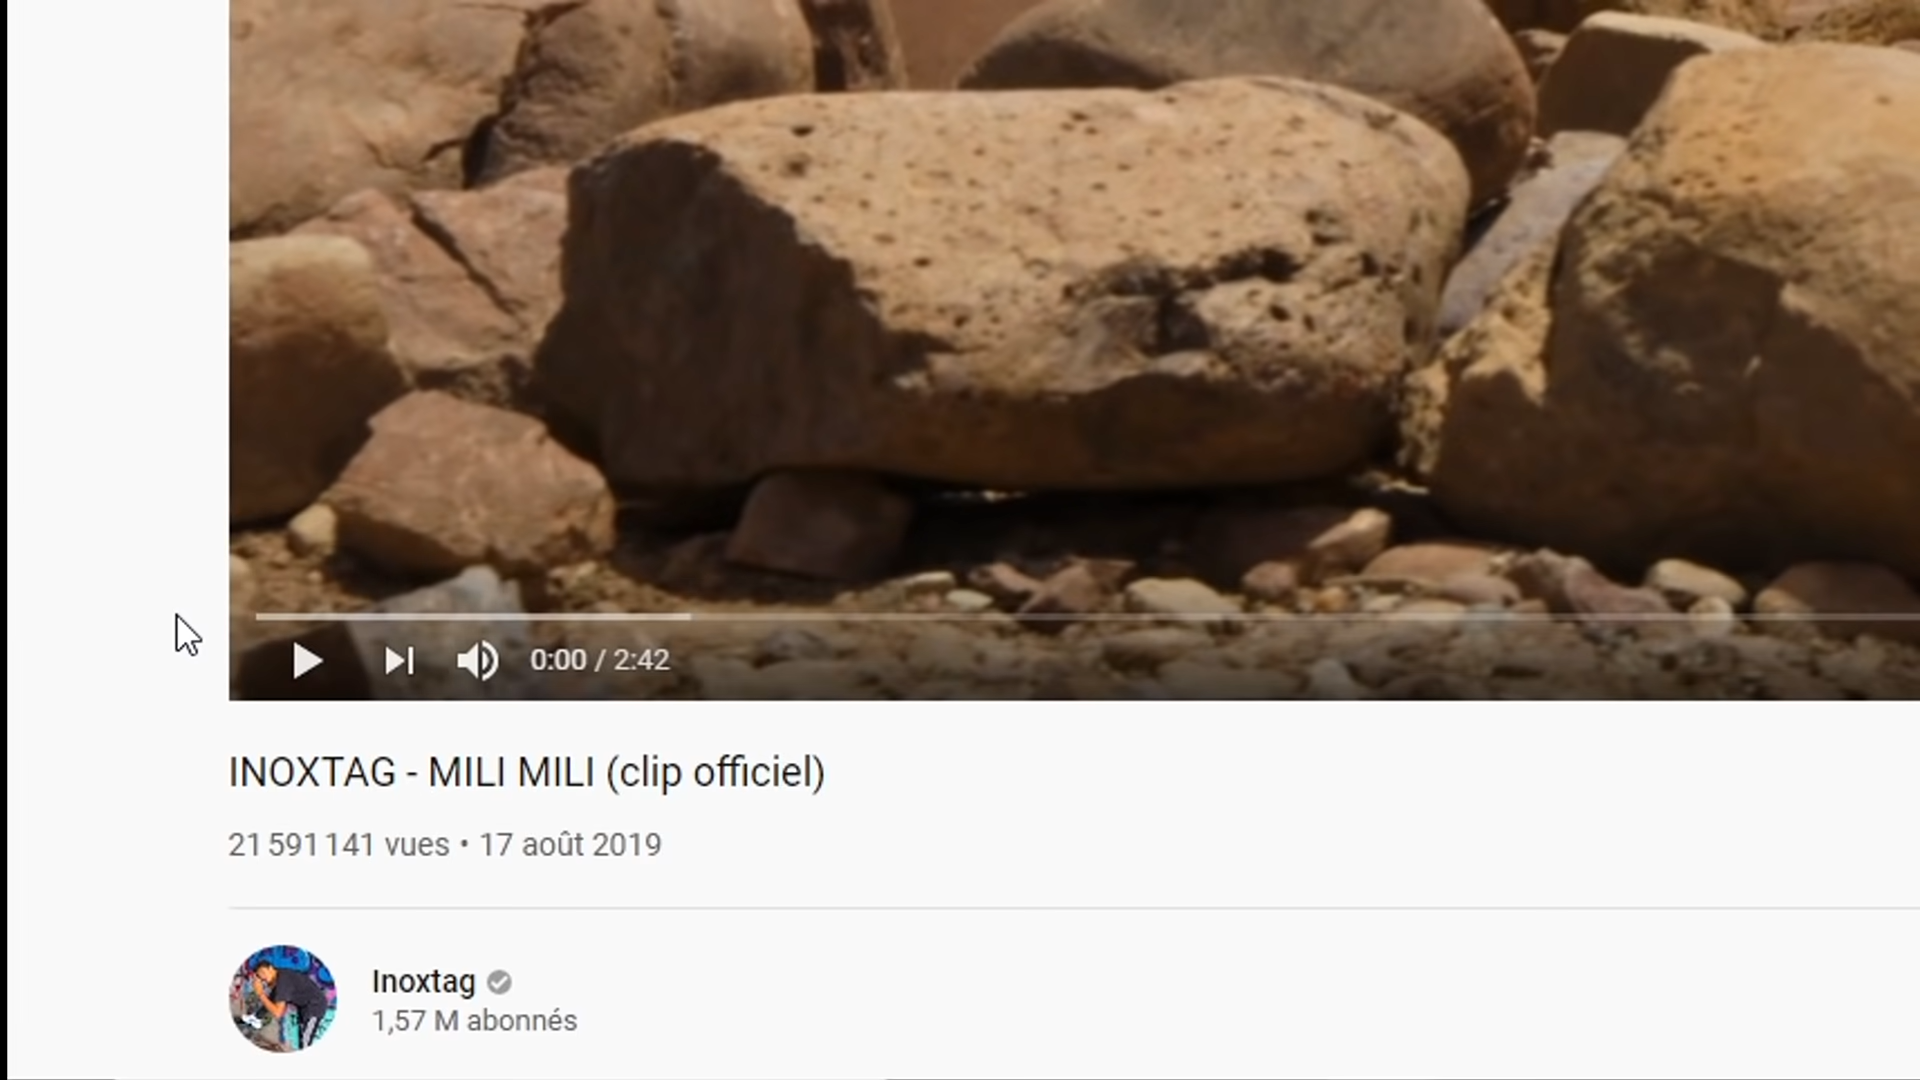 0:00 / 2:42
INOXTAG - MILI MILI (clip officiel)
21 591 141 vues • 17 août 2019
Inoxtag
1,57 M abonnés